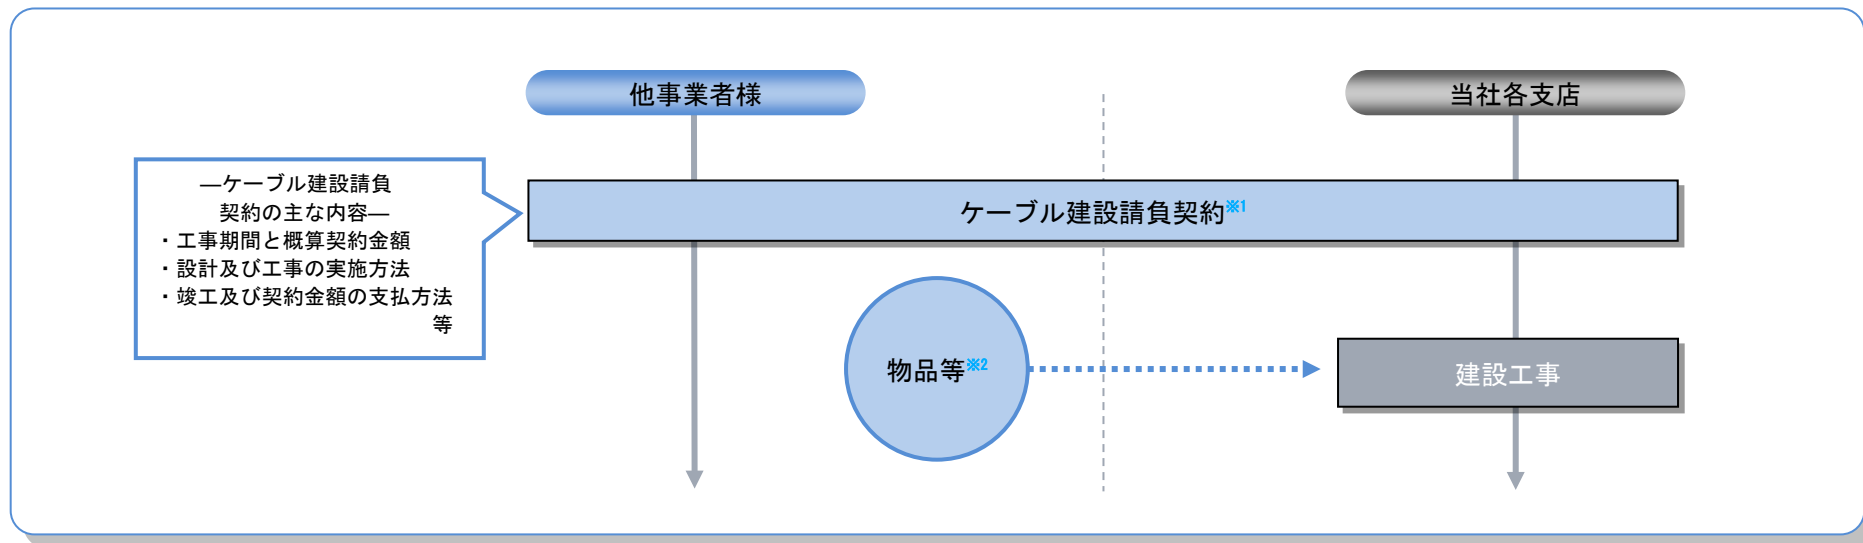 他事業者様
当社各支店
―ケーブル建設請負
契約の主な内容―
・工事期間と概算契約金額
・設計及び工事の実施方法
・竣工及び契約金額の支払方法
等
ケーブル建設請負契約※1
物品等※2
建設工事